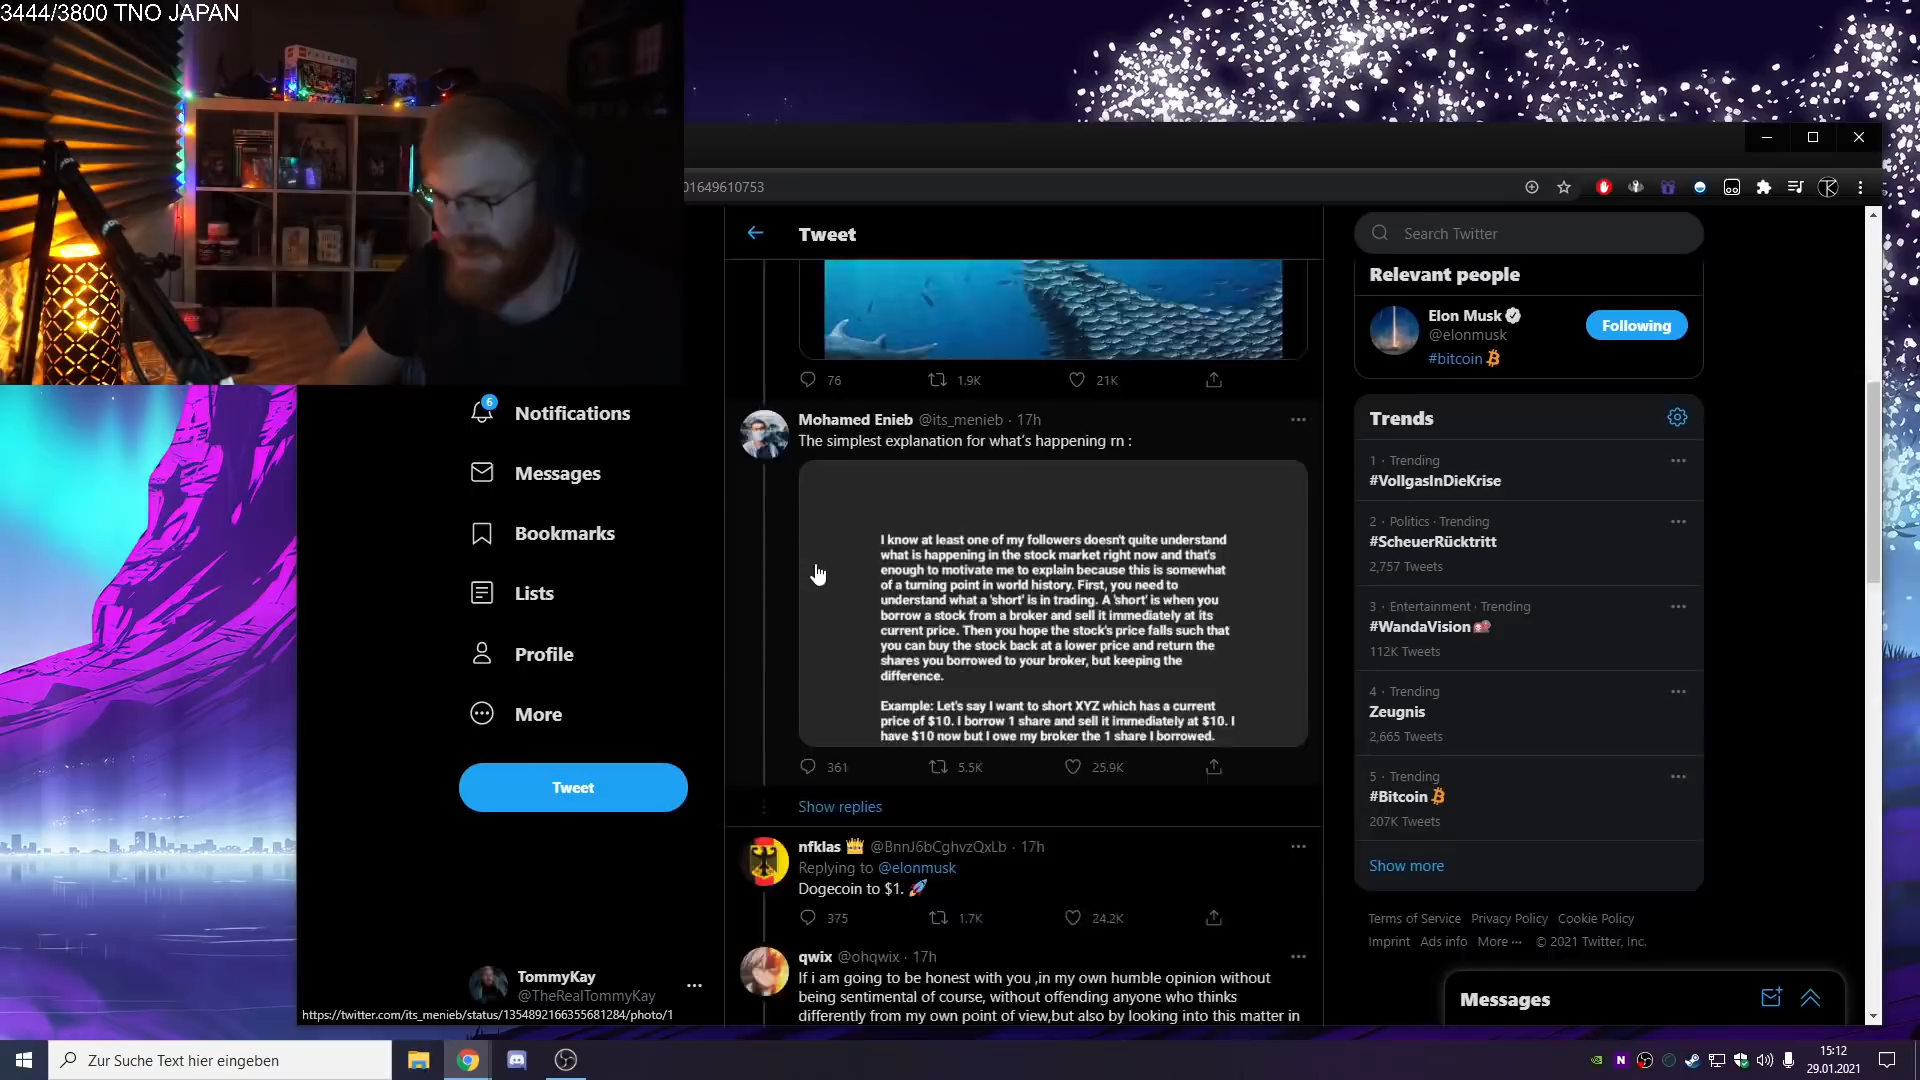 3444/3800 TNO JAPAN
01649610753
Tweet
Search Twitter
Relevant people
Elon Musk
@elonmusk
#bitcoin
Following
76
1.9K
21K
Notifications
6
Messages
Bookmarks
Lists
Profile
More
Tweet
Mohamed Enieb @its_menieb · 17h
The simplest explanation for what's happening rn :
I know at least one of my followers doesn't quite understand
what is happening in the stock market right now and that's
enough to motivate me to explain because this is somewhat
of a turning point in world history. First, you need to
understand what a 'short' is in trading. A 'short' is when you
borrow a stock from a broker and sell it immediately at its
current price. Then you hope the stock's price falls such that
you can buy the stock back at a lower price and return the
shares you borrowed to your broker, but keeping the
difference.
Example: Let's say I want to short XYZ which has a current
price of $10. I borrow 1 share and sell it immediately at $10. I
have $10 now but I owe my broker the 1 share I borrowed.
361
5.5K
25.9K
Show replies
nfklas @BnnJ6bCghvzQxLb · 17h
Replying to @elonmusk
Dogecoin to $1.
375
1.7K
24.2K
qwix @ohqwix · 17h
If i am going to be honest with you ,in my own humble opinion without
being sentimental of course, without offending anyone who thinks
differently from my own point of view,but also by looking into this matter in
Trends
1 · Trending
#VollgasInDieKrise
2 · Politics · Trending
#ScheuerRücktritt
2,757 Tweets
3 · Entertainment · Trending
#WandaVision
112K Tweets
4 · Trending
Zeugnis
2,665 Tweets
5 · Trending
#Bitcoin
207K Tweets
Show more
Terms of Service Privacy Policy Cookie Policy
Imprint Ads info More ··· © 2021 Twitter, Inc.
Messages
TommyKay
@TheRealTommyKay
https://twitter.com/its_menieb/status/1354892166355681284/photo/1
Zur Suche Text hier eingeben
15:12
29.01.2021